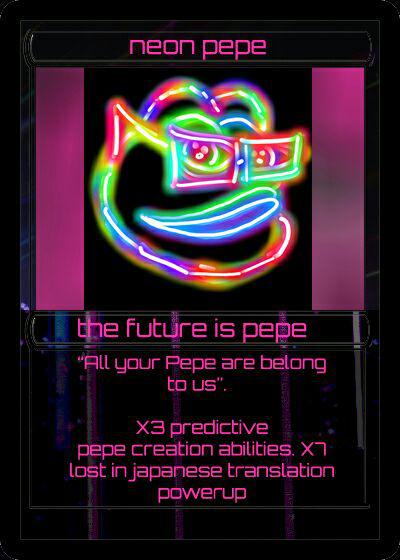 neon pepe
the future is pepe
“All your Pepe are belong
to us”.
X3 predictive
pepe creation abilities. X7
lost in japanese translation
powerup